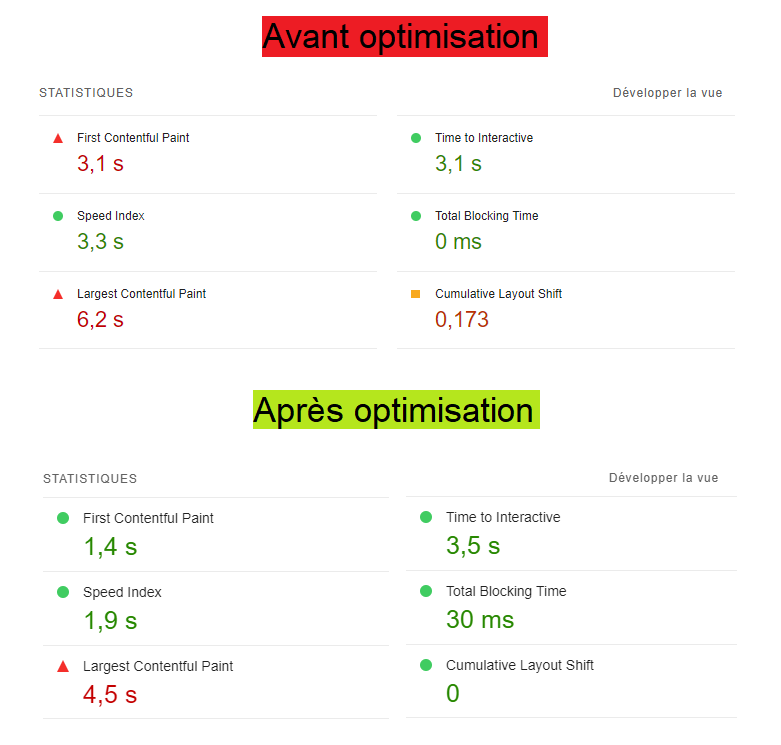 Avant optimisation
STATISTIQUES Développer la vue
First Contentful Paint Time to Interactive
3,1 s 3,1 s
Speed Index Total Blocking Time
3,3 s 0 ms
Largest Contentful Paint Cumulative Layout Shift
6,2 s 0,173
Après optimisation
STATISTIQUES Développer la vue
First Contentful Paint Time to Interactive
1,4 s 3,5 s
Speed Index Total Blocking Time
1,9 s 30 ms
Largest Contentful Paint Cumulative Layout Shift
4,5 s 0